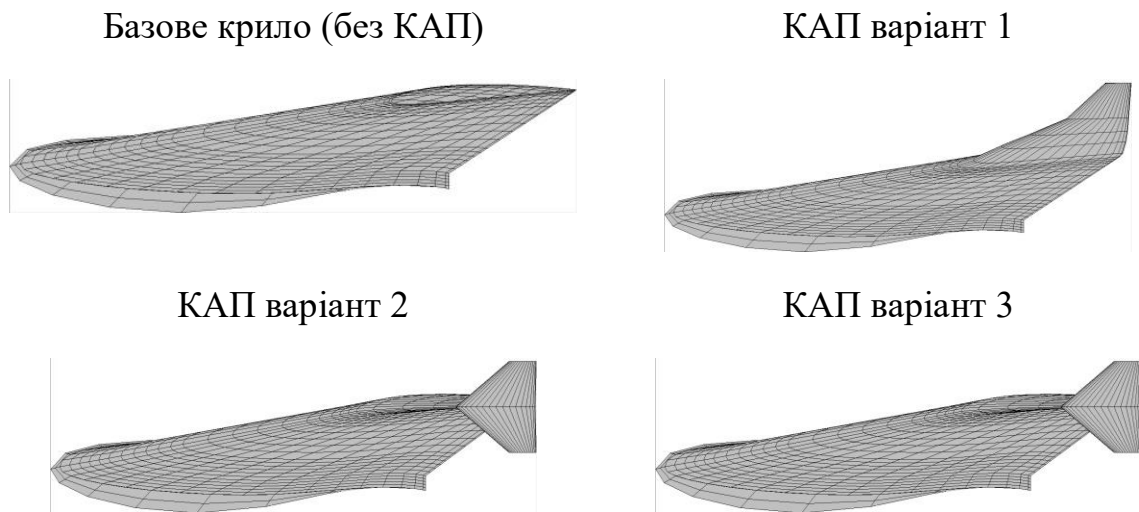 Базове крило (без КАП)
КАП варіант 1
КАП варіант 2
КАП варіант 3